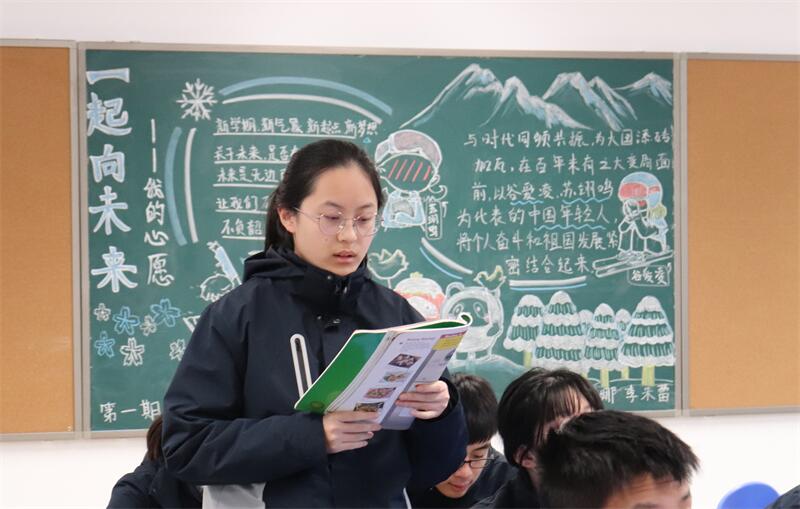 一起向未来
——我的心愿
新学期,新气象,新起点,新梦想
关于未来,是否
未来是无边
让我们
不负韶
与时代同频共振,为大国添砖
加瓦,在百年未有之大变局面
前,以谷爱凌、苏翊鸣
为代表的中国年轻人,
将个人奋斗和祖国发展紧
密结合起来
苏翊鸣
谷爱凌
第一期
娜 李